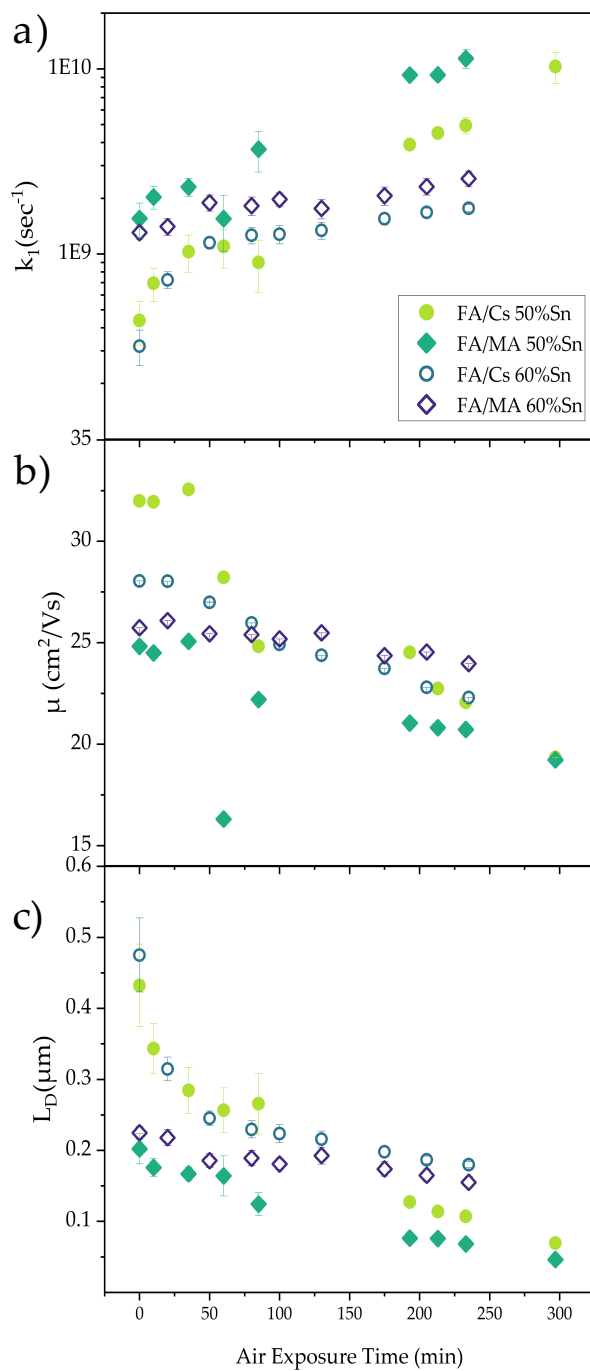 a)
1E10
1E9
k₁(sec⁻¹)
FA/Cs 50%Sn
FA/MA 50%Sn
FA/Cs 60%Sn
FA/MA 60%Sn
b)
35
30
25
20
15
μ (cm²/Vs)
c)
0.6
0.5
0.4
0.3
0.2
0.1
L_D(μm)
0 50 100 150 200 250 300
Air Exposure Time (min)